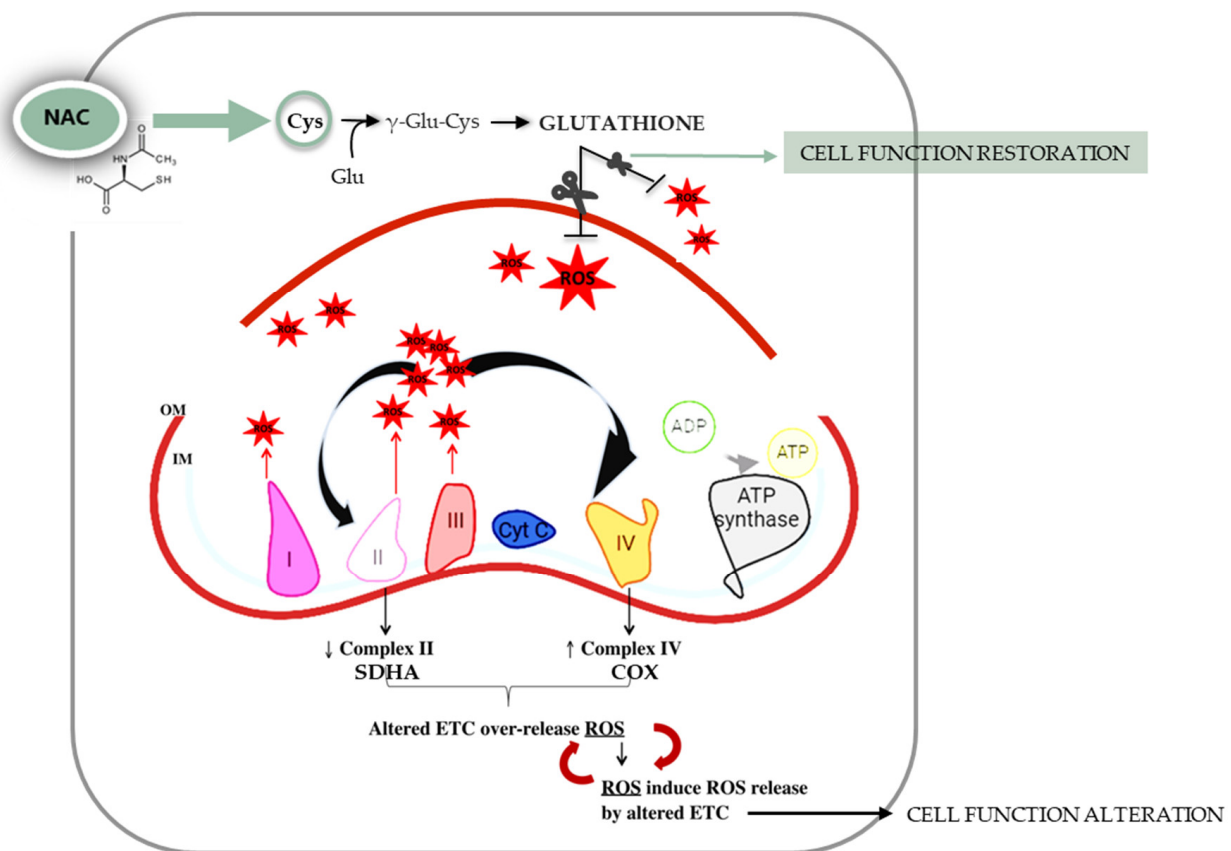 NAC
Cys
γ-Glu-Cys
GLUTATHIONE
Glu
CELL FUNCTION RESTORATION
O
HN
CH3
HO
SH
O
ROS
ROS
ROS
ROS
ROS
ROS
ROS
ROS
ROS
ROS
ROS
ROS
ROS
ROS
OM
IM
ADP
ATP
ATP
synthase
I
II
III
Cyt C
IV
↓ Complex II
SDHA
↑ Complex IV
COX
Altered ETC over-release ROS
ROS induce ROS release
by altered ETC
CELL FUNCTION ALTERATION